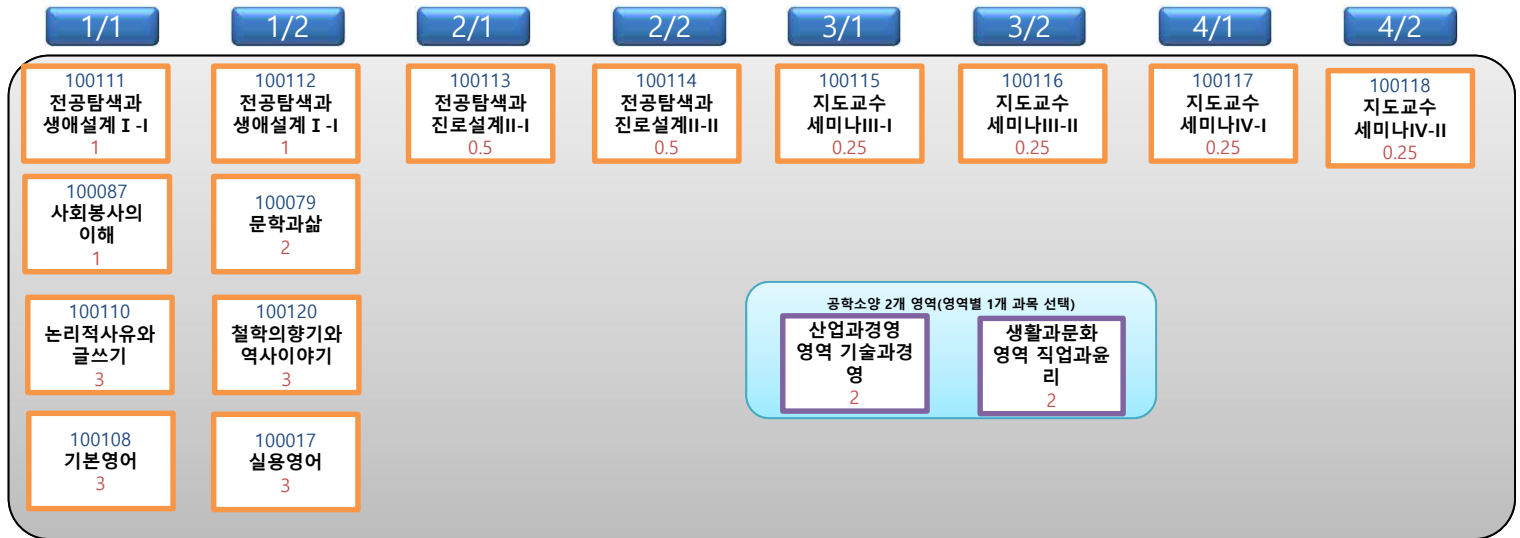 1/1
1/2
2/1
2/2
3/1
3/2
4/1
4/2
100111
전공탐색과
생애설계 Ⅰ -I
1
100112
전공탐색과
생애설계 Ⅰ -I
1
100113
전공탐색과
진로설계II-I
0.5
100114
전공탐색과
진로설계II-II
0.5
100115
지도교수
세미나III-I
0.25
100116
지도교수
세미나III-II
0.25
100117
지도교수
세미나IV-I
0.25
100118
지도교수
세미나IV-II
0.25
100087
사회봉사의
이해
1
100079
문학과삶
2
100110
논리적사유와
글쓰기
3
100120
철학의향기와
역사이야기
3
공학소양 2개 영역(영역별 1개 과목 선택)
산업과경영
영역 기술과경
영
2
생활과문화
영역 직업과윤
리
2
100108
기본영어
3
100017
실용영어
3